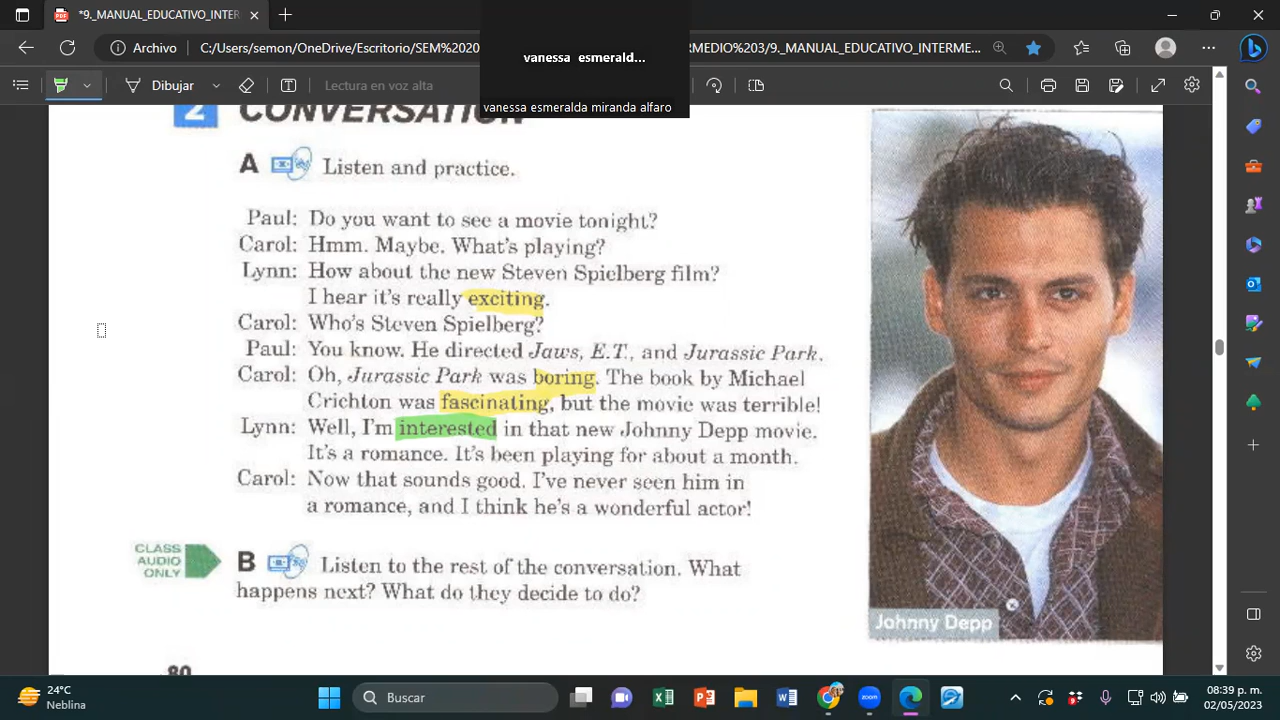 *9._MANUAL_EDUCATIVO_INTER
Archivo
C:/Users/semon/OneDrive/Escritorio/SEM%20
ERMEDIO%203/9._MANUAL_EDUCATIVO_INTERME...
vanessa esmerald...
vanessa esmeralda miranda alfaro
Dibujar
Lectura en voz alta
2 CONVERSATION
A Listen and practice.
Paul: Do you want to see a movie tonight?
Carol: Hmm. Maybe. What's playing?
Lynn: How about the new Steven Spielberg film?
I hear it's really exciting.
Carol: Who's Steven Spielberg?
Paul: You know. He directed Jaws, E.T., and Jurassic Park.
Carol: Oh, Jurassic Park was boring. The book by Michael
Crichton was fascinating, but the movie was terrible!
Lynn: Well, I'm interested in that new Johnny Depp movie.
It's a romance. It's been playing for about a month.
Carol: Now that sounds good. I've never seen him in
a romance, and I think he's a wonderful actor!
Johnny Depp
CLASS
AUDIO
ONLY
B Listen to the rest of the conversation. What
happens next? What do they decide to do?
80
24°C
Neblina
Buscar
zoom
08:39 p. m.
02/05/2023